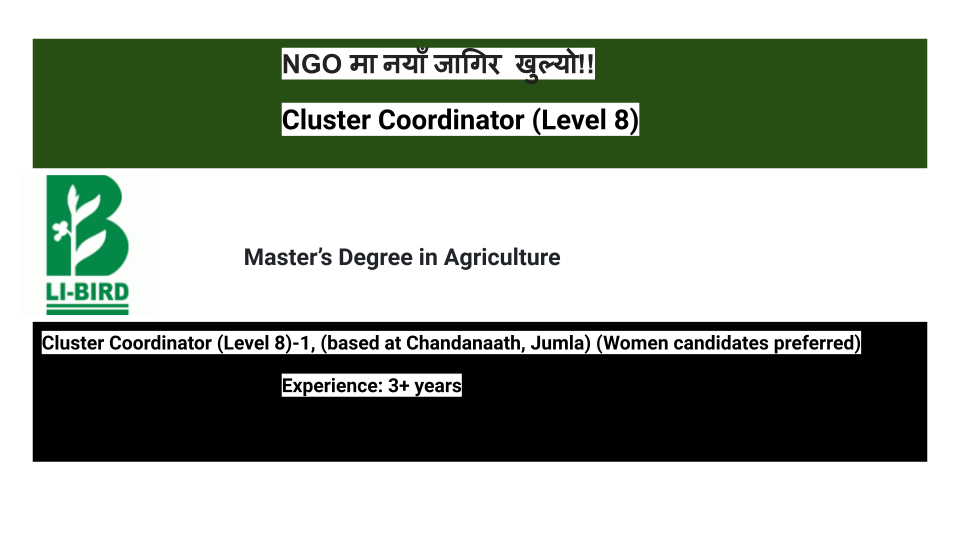 NGO मा नयाँ जागिर खुल्यो!!
Cluster Coordinator (Level 8)
LI-BIRD
Master’s Degree in Agriculture
Cluster Coordinator (Level 8)-1, (based at Chandanaath, Jumla) (Women candidates preferred)
Experience: 3+ years